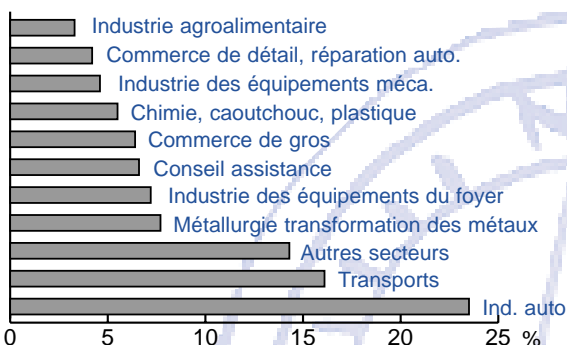 Industrie agroalimentaire
Commerce de détail, réparation auto.
Industrie des équipements méca.
Chimie, caoutchouc, plastique
Commerce de gros
Conseil assistance
Industrie des équipements du foyer
Métallurgie transformation des métaux
Autres secteurs
Transports
Ind. auto
0 5 10 15 20 25 %